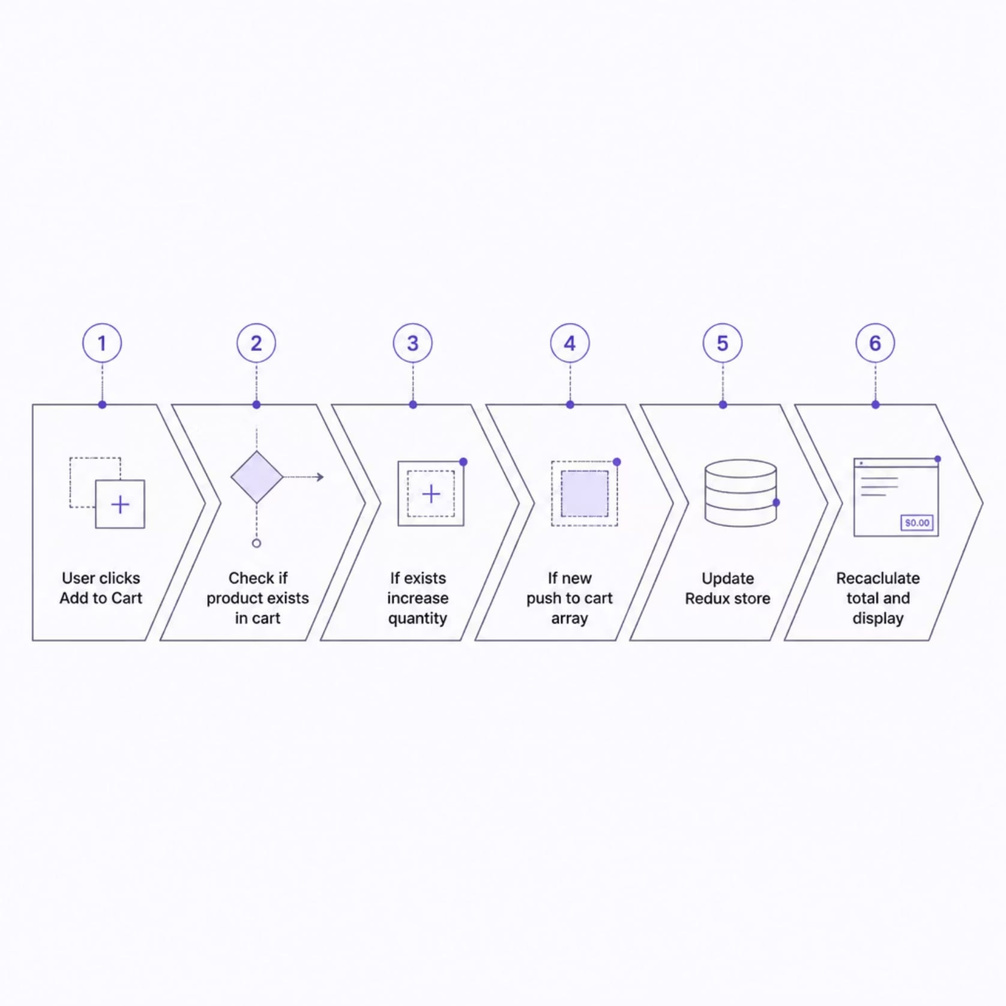 1
2
3
4
5
6
User clicks
Add to Cart
Check if
product exists
in cart
If exists
increase
quantity
If new
push to cart
array
Update
Redux store
$0.00
Recaclulate
total and
display